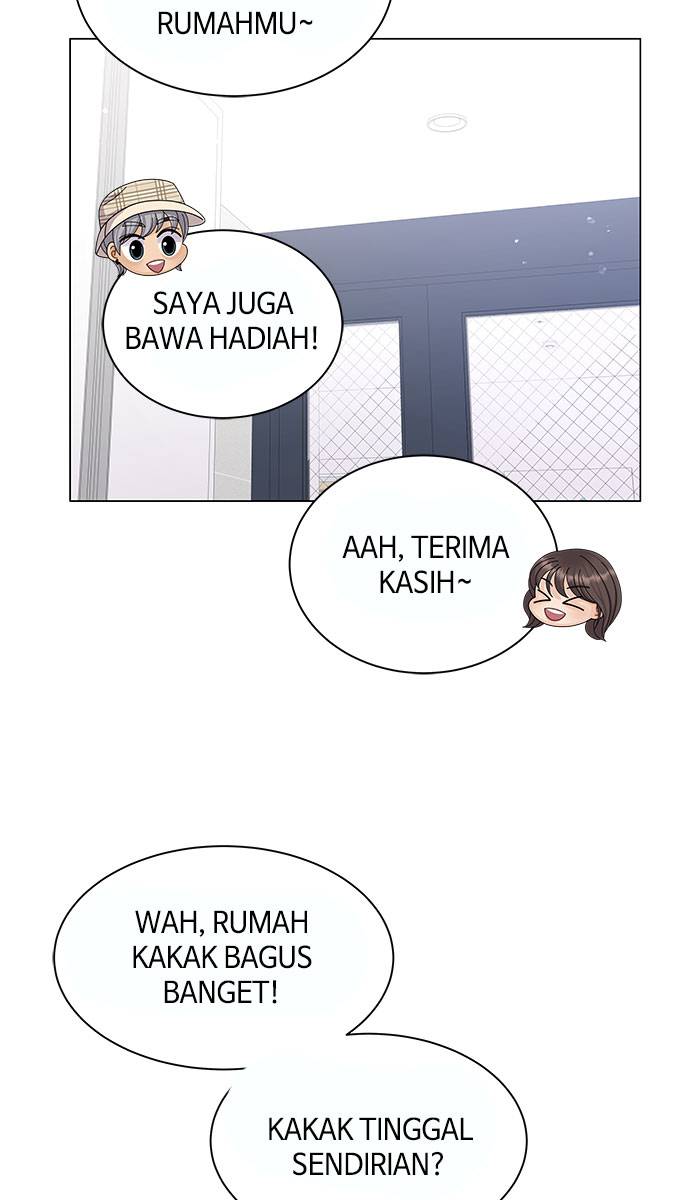 RUMAHMU~
SAYA JUGA
BAWA HADIAH!
AAH, TERIMA
KASIH~
WAH, RUMAH
KAKAK BAGUS
BANGET!
KAKAK TINGGAL
SENDIRIAN?